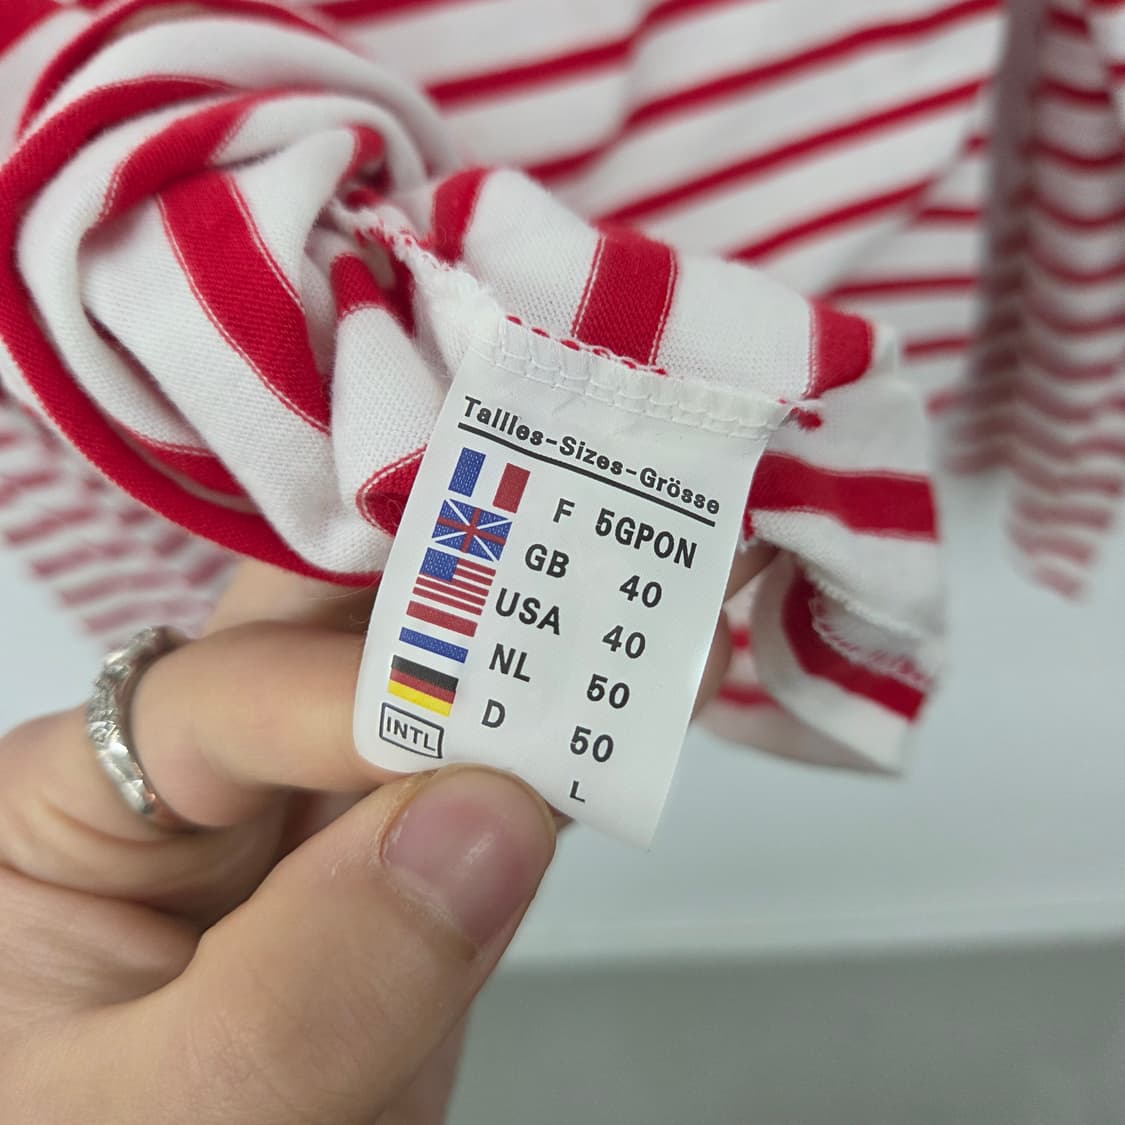 Tailles-Sizes-Grösse
F 5GPON
GB 40
USA 40
NL 50
D 50
INTL L